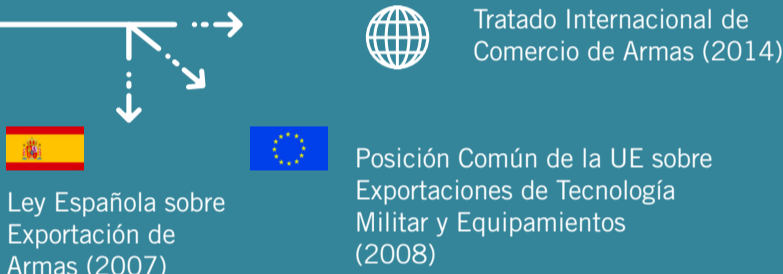 Tratado Internacional de
Comercio de Armas (2014)
Posición Común de la UE sobre
Exportaciones de Tecnología
Militar y Equipamientos
(2008)
Ley Española sobre
Exportación de
Armas (2007)